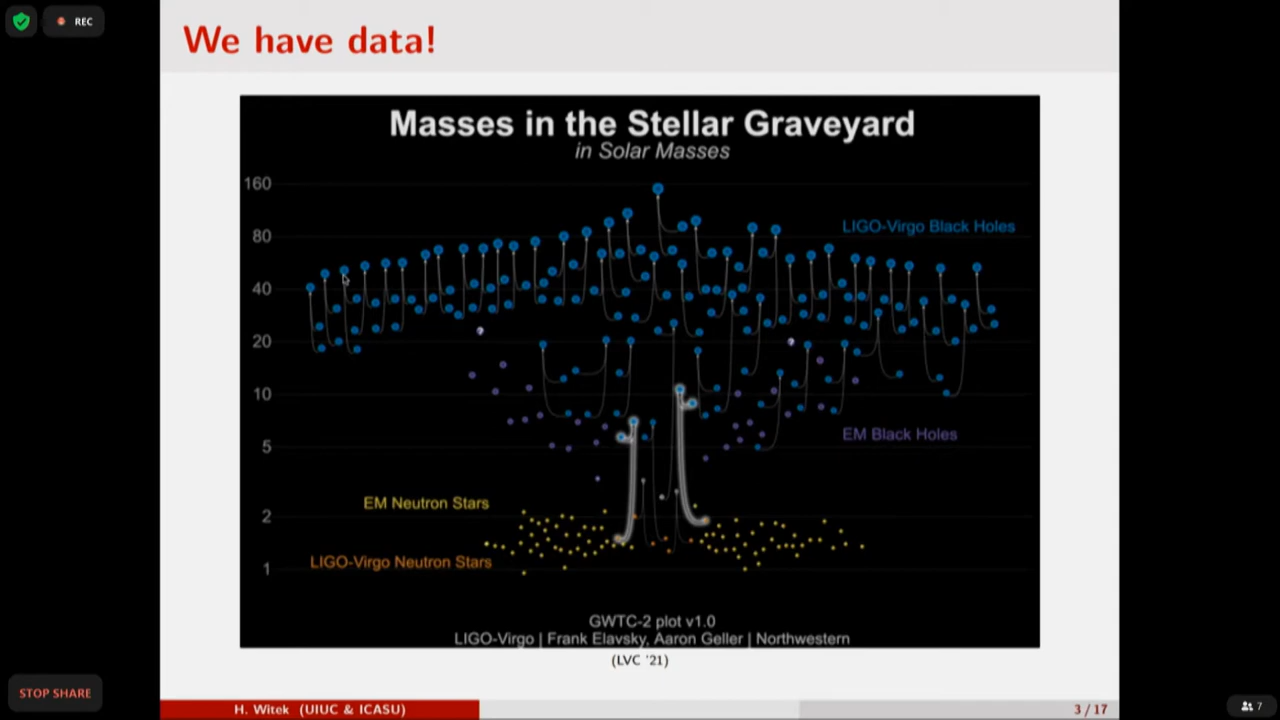 REC
We have data!
Masses in the Stellar Graveyard
in Solar Masses
160
80
LIGO-Virgo Black Holes
40
20
10
EM Black Holes
5
EM Neutron Stars
2
LIGO-Virgo Neutron Stars
1
GWTC-2 plot v1.0
LIGO-Virgo | Frank Elavsky, Aaron Geller | Northwestern
(LVC '21)
STOP SHARE
H. Witek (UIUC & ICASU)
3 / 17
7